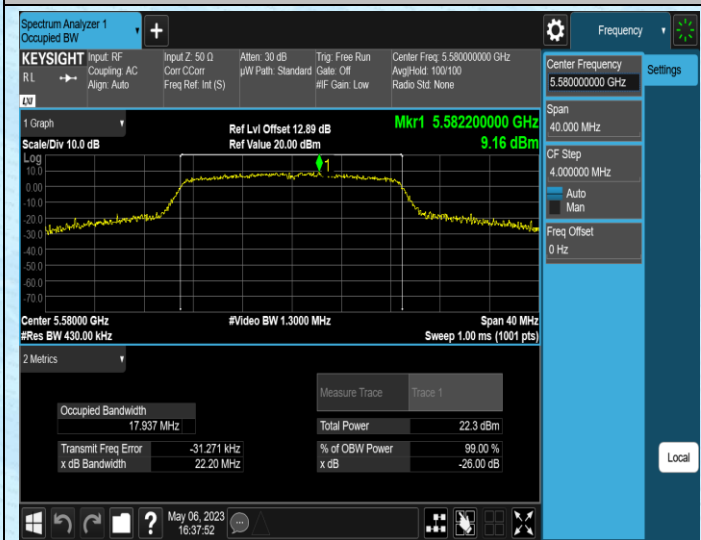 Spectrum Analyzer 1
Occupied BW
Frequency
KEYSIGHT
R L
LXI
Input: RF
Coupling: AC
Align: Auto
Input Z: 50 Ω
Corr CCorr
Freq Ref: Int (S)
Atten: 30 dB
µW Path: Standard
Trig: Free Run
Gate: Off
#IF Gain: Low
Center Freq: 5.580000000 GHz
Avg|Hold: 100/100
Radio Std: None
Center Frequency
5.580000000 GHz
Settings
Span
40.000 MHz
CF Step
4.000000 MHz
Auto
Man
Freq Offset
0 Hz
Local
1 Graph
Scale/Div 10.0 dB
Ref Lvl Offset 12.89 dB
Ref Value 20.00 dBm
Mkr1 5.582200000 GHz
9.16 dBm
Log
10.0
0.00
-10.0
-20.0
-30.0
-40.0
-50.0
-60.0
-70.0
1
Center 5.58000 GHz
#Res BW 430.00 kHz
#Video BW 1.3000 MHz
Span 40 MHz
Sweep 1.00 ms (1001 pts)
2 Metrics
Measure Trace
Trace 1
Occupied Bandwidth
17.937 MHz
Total Power 22.3 dBm
Transmit Freq Error -31.271 kHz
% of OBW Power 99.00 %
x dB Bandwidth 22.20 MHz
x dB -26.00 dB
?
May 06, 2023
16:37:52